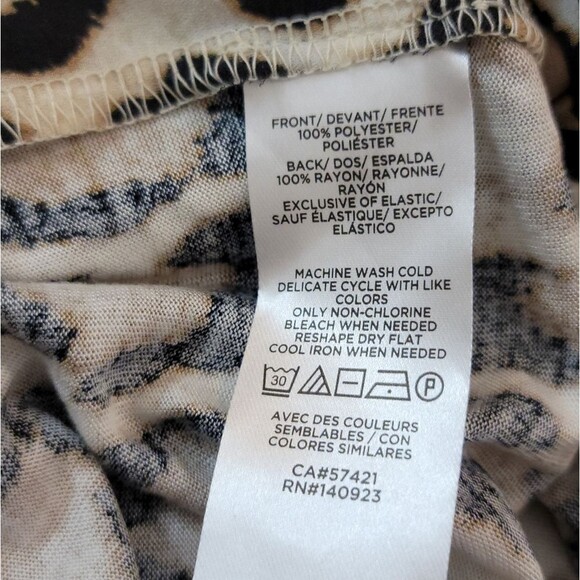 FRONT/ DEVANT/ FRENTE
100% POLYESTER/
POLIÉSTER
BACK/ DOS/ ESPALDA
100% RAYON/ RAYONNE/
RAYÓN
EXCLUSIVE OF ELASTIC/
SAUF ÉLASTIQUE/ EXCEPTO
ELÁSTICO
MACHINE WASH COLD
DELICATE CYCLE WITH LIKE
COLORS
ONLY NON-CHLORINE
BLEACH WHEN NEEDED
RESHAPE DRY FLAT
COOL IRON WHEN NEEDED
30 P
AVEC DES COULEURS
SEMBLABLES / CON
COLORES SIMILARES
CA#57421
RN#140923